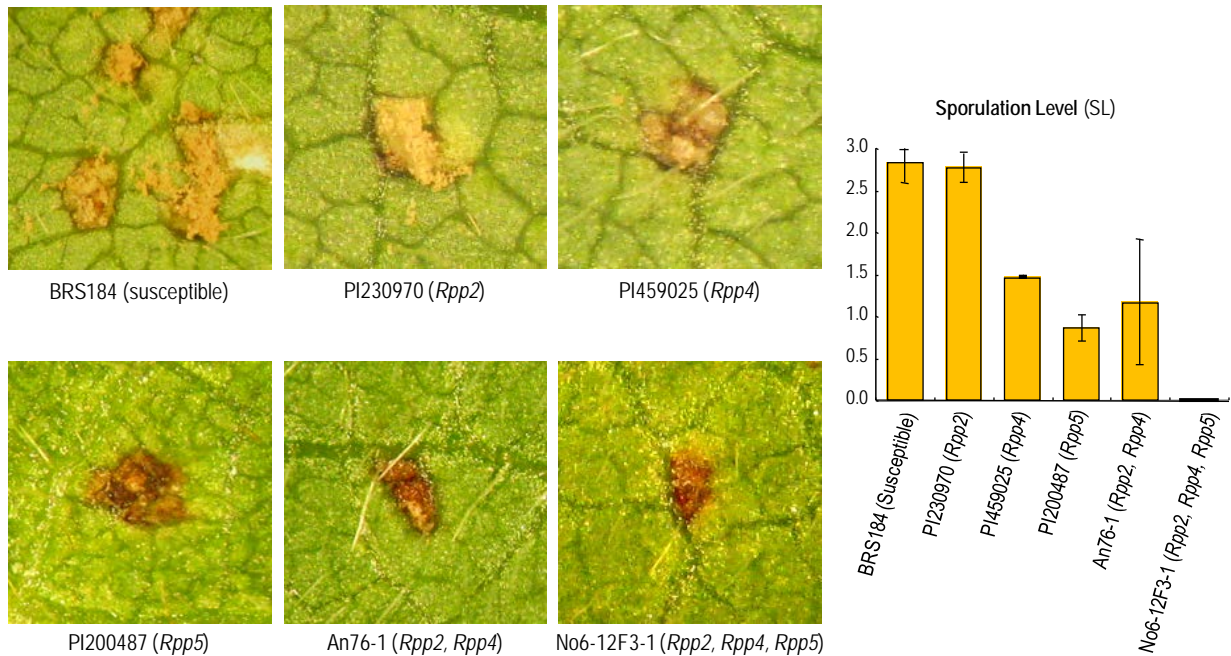 BRS184 (susceptible)
PI230970 (Rpp2)
PI459025 (Rpp4)
PI200487 (Rpp5)
An76-1 (Rpp2, Rpp4)
No6-12F3-1 (Rpp2, Rpp4, Rpp5)
Sporulation Level (SL)
3.0
2.5
2.0
1.5
1.0
0.5
0.0
BRS184 (Susceptible)
PI230970 (Rpp2)
PI459025 (Rpp4)
PI200487 (Rpp5)
An76-1 (Rpp2, Rpp4)
No6-12F3-1 (Rpp2, Rpp4, Rpp5)